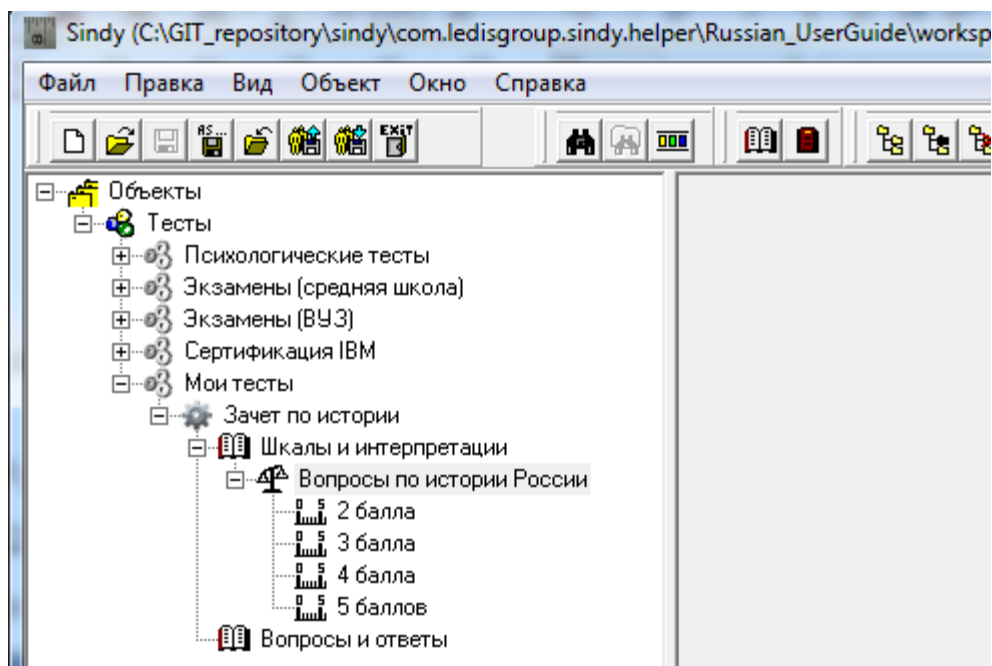 Sindy (C:\GIT_repository\sindy\com.ledisgroup.sindy.helper\Russian_UserGuide\worksp
Файл Правка Вид Объект Окно Справка
AS... EXIT
Объекты
Тесты
Психологические тесты
Экзамены (средняя школа)
Экзамены (ВУЗ)
Сертификация IBM
Мои тесты
Зачет по истории
Шкалы и интерпретации
Вопросы по истории России
2 балла
3 балла
4 балла
5 баллов
Вопросы и ответы